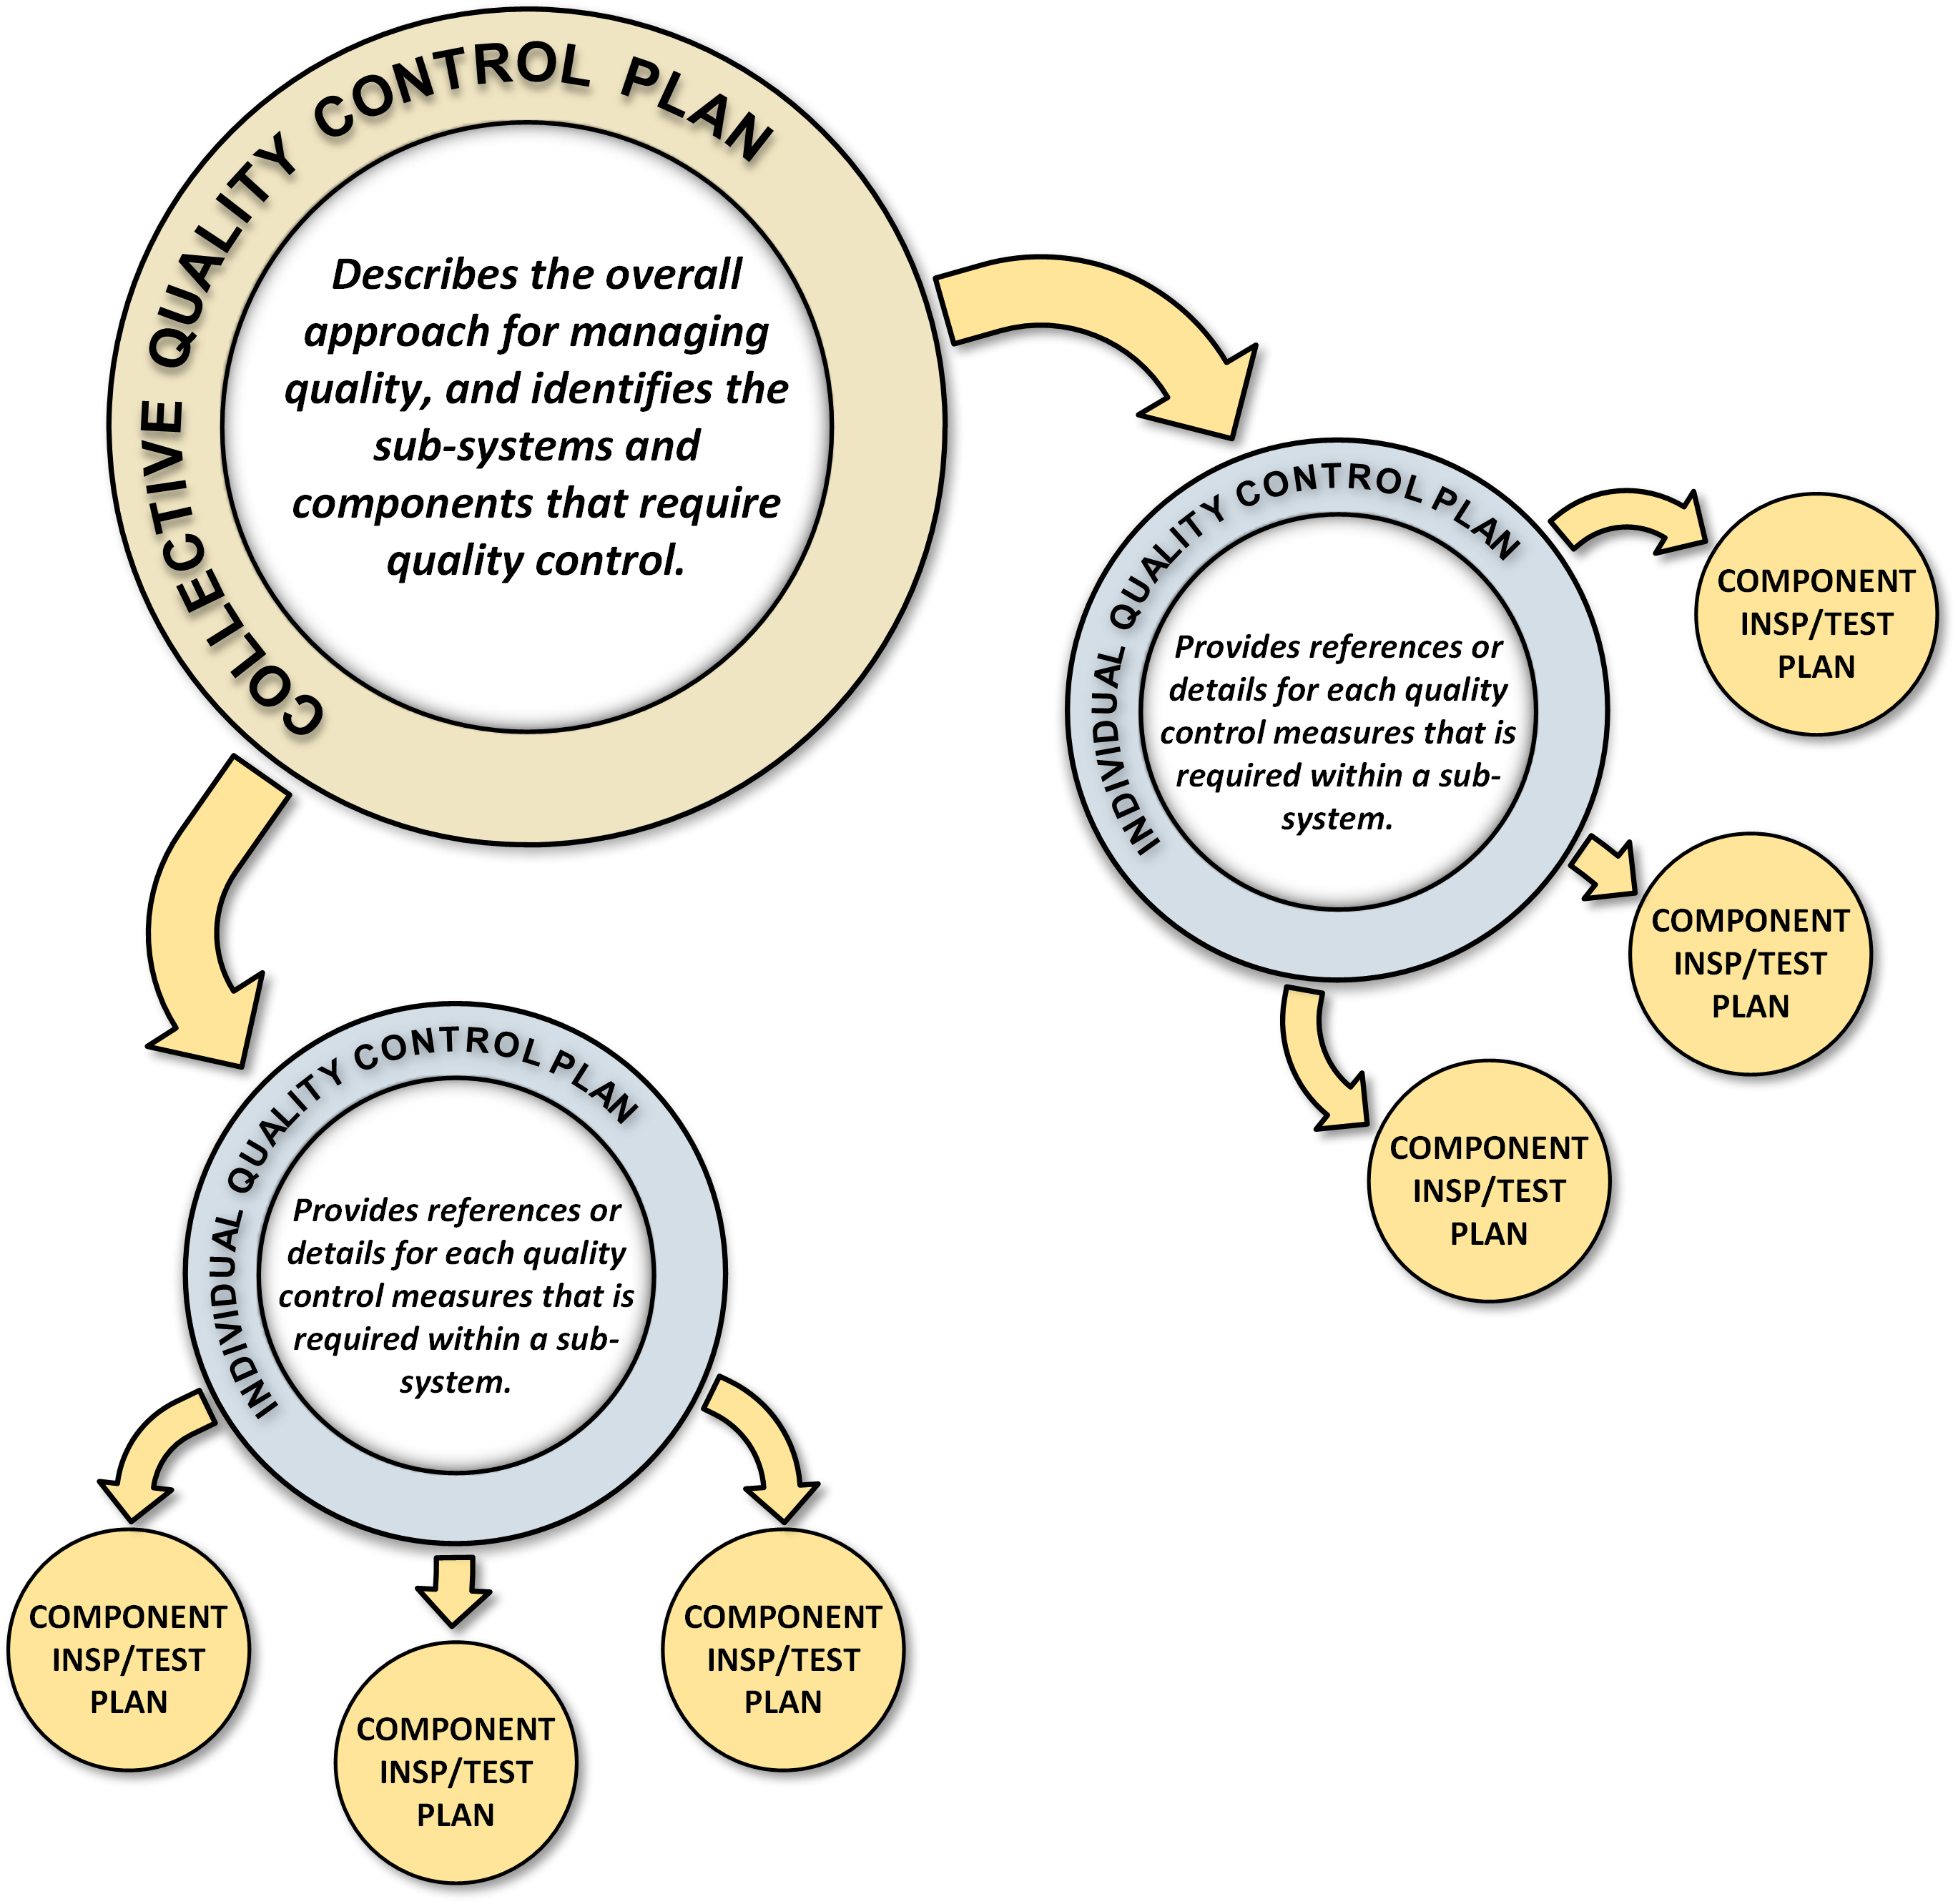 COLLECTIVE QUALITY CONTROL PLAN
Describes the overall
approach for managing
quality, and identifies the
sub-systems and
components that require
quality control.
INDIVIDUAL QUALITY CONTROL PLAN
Provides references or
details for each quality
control measures that is
required within a sub-
system.
COMPONENT
INSP/TEST
PLAN
COMPONENT
INSP/TEST
PLAN
COMPONENT
INSP/TEST
PLAN
INDIVIDUAL QUALITY CONTROL PLAN
Provides references or
details for each quality
control measures that is
required within a sub-
system.
COMPONENT
INSP/TEST
PLAN
COMPONENT
INSP/TEST
PLAN
COMPONENT
INSP/TEST
PLAN